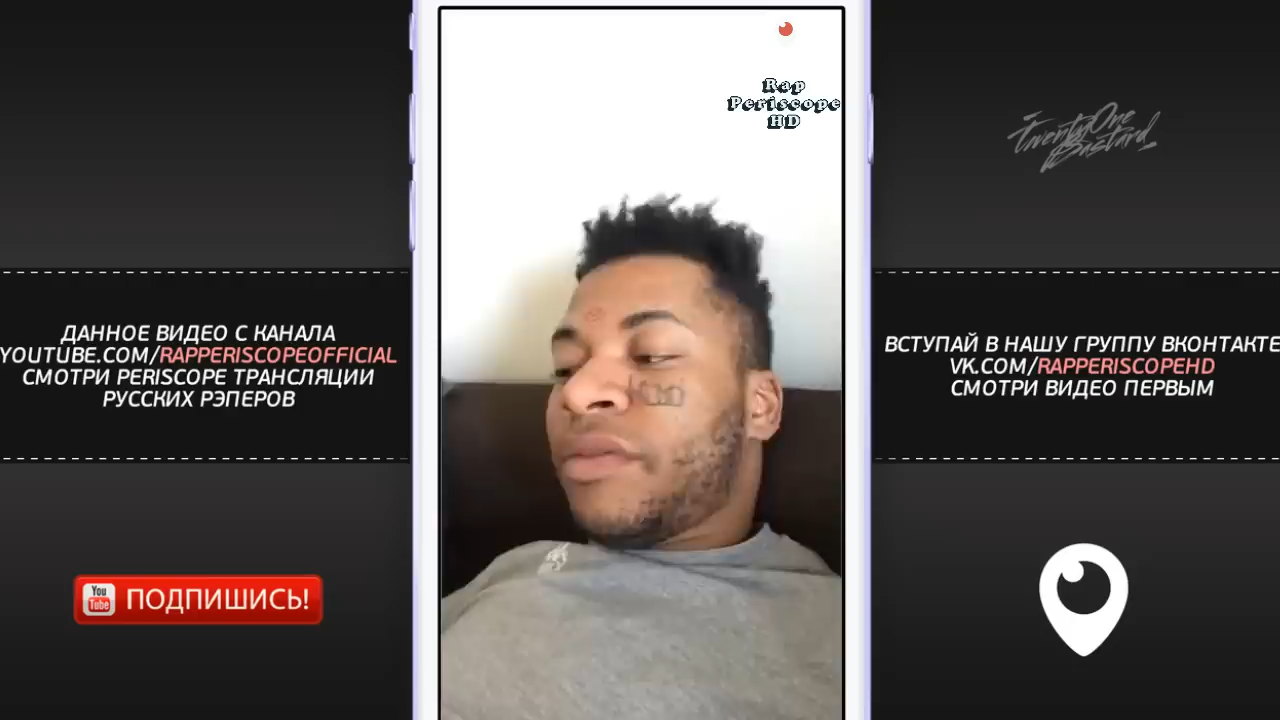 Rap
Periscope
HD
TwentyOne
Bastard
ДАННОЕ ВИДЕО С КАНАЛА
YOUTUBE.COM/RAPPERISCOPEOFFICIAL
СМОТРИ PERISCOPE ТРАНСЛЯЦИИ
РУССКИХ РЭПЕРОВ
ВСТУПАЙ В НАШУ ГРУППУ ВКОНТАКТЕ
VK.COM/RAPPERISCOPEHD
СМОТРИ ВИДЕО ПЕРВЫМ
You
Tube
ПОДПИШИСЬ!